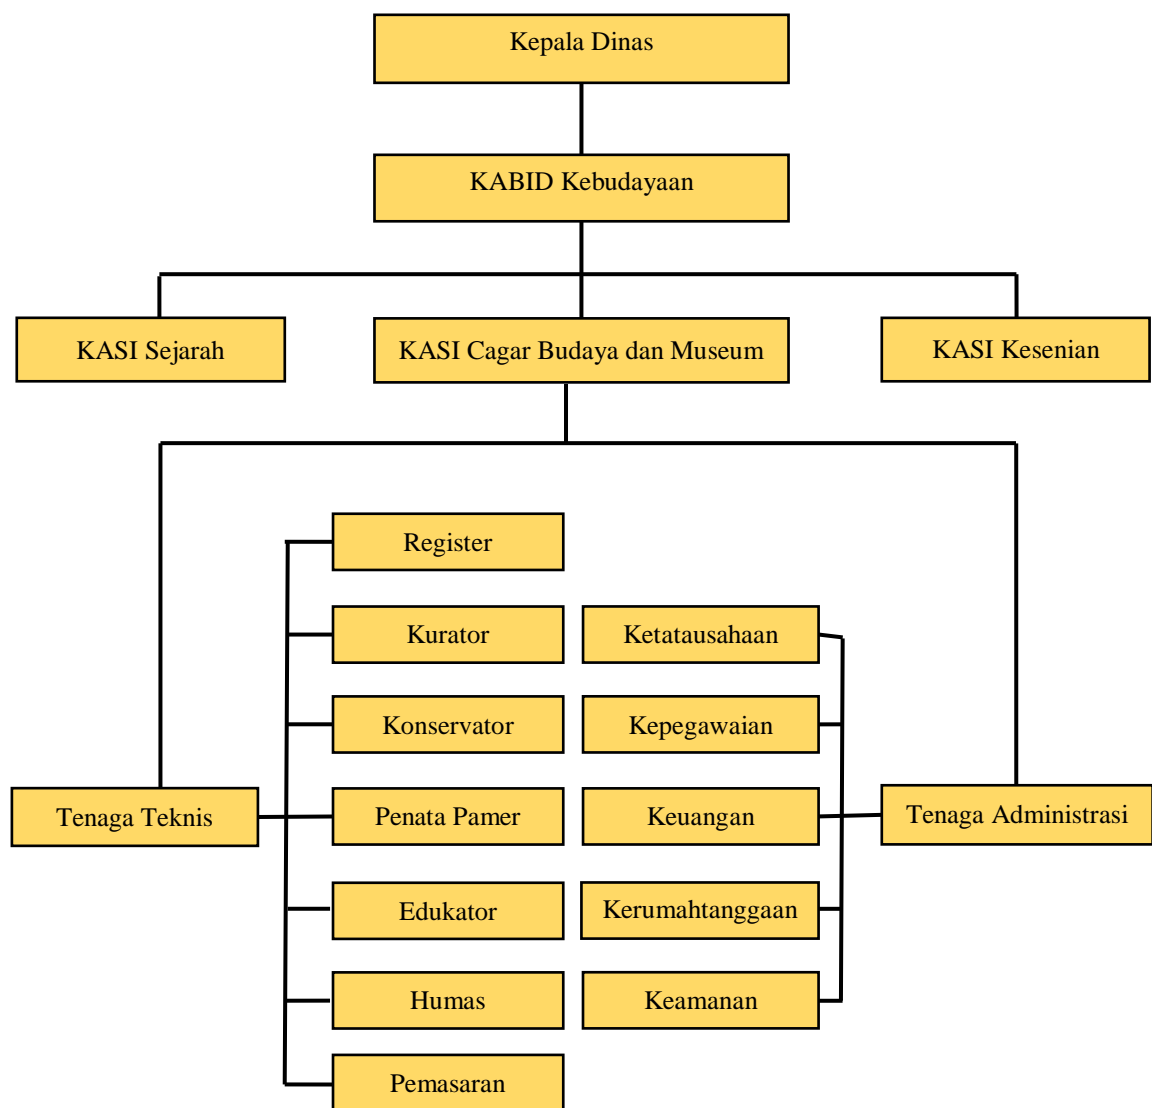 Kepala Dinas
KABID Kebudayaan
KASI Sejarah
KASI Cagar Budaya dan Museum
KASI Kesenian
Register
Kurator
Ketatausahaan
Konservator
Kepegawaian
Tenaga Teknis
Penata Pamer
Keuangan
Tenaga Administrasi
Edukator
Kerumahtanggaan
Humas
Keamanan
Pemasaran